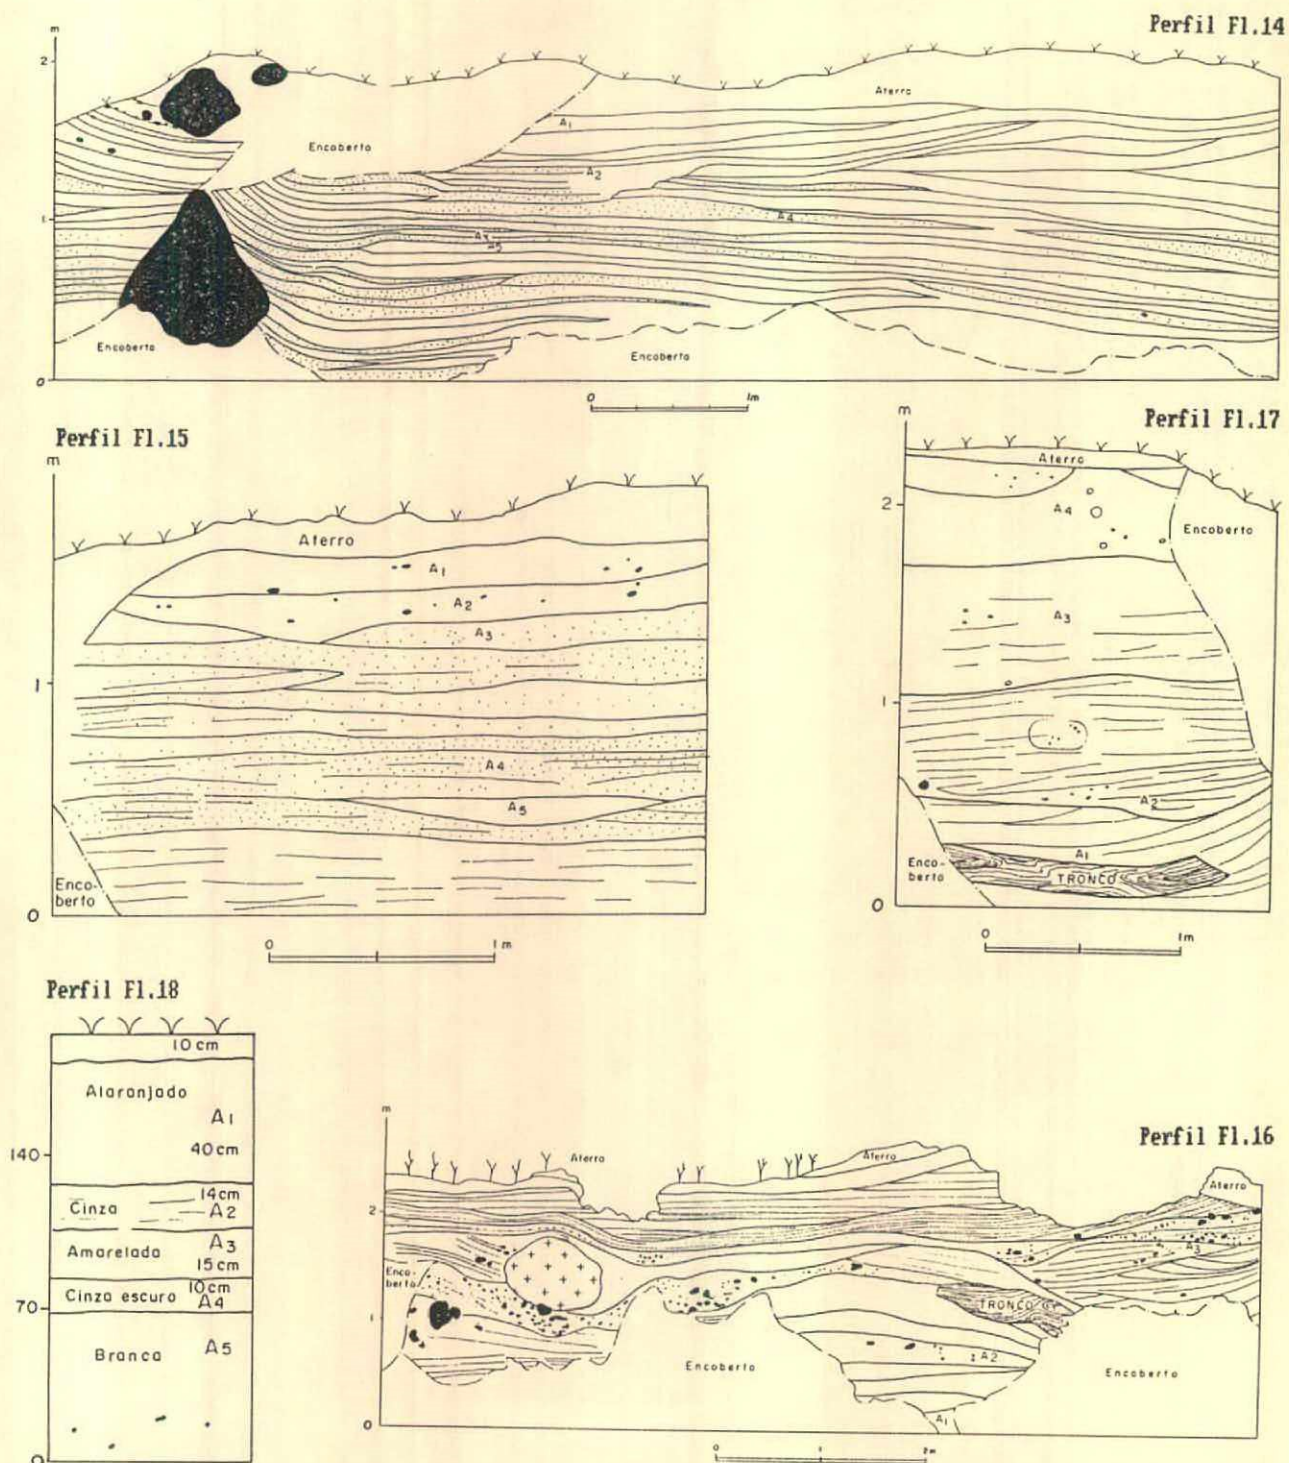 Perfil Fl.14
m
2
Aterro
A1
Encoberto
A2
1
A4
A3
A5
Encoberto
Encoberto
0
0 1m
Perfil Fl.15
m
Aterro
A1
A2
A3
1
A4
A5
Enco-
berto
0
0 1m
Perfil Fl.17
m
Aterro
2
A4
Encoberto
A3
1
A2
A1
Enco-
berto
TRONCO
0
0 1m
Perfil Fl.18
10cm
Alaranjado
A1
140
40cm
14cm
Cinza
A2
Amarelada
A3
15cm
10cm
Cinza escuro
A4
70
Branca
A5
0
Perfil Fl.16
m
Aterro
Aterro
Aterro
2
A3
Enco-
berto
TRONCO
1
A2
Encoberto
Encoberto
A1
0
0 1 2m